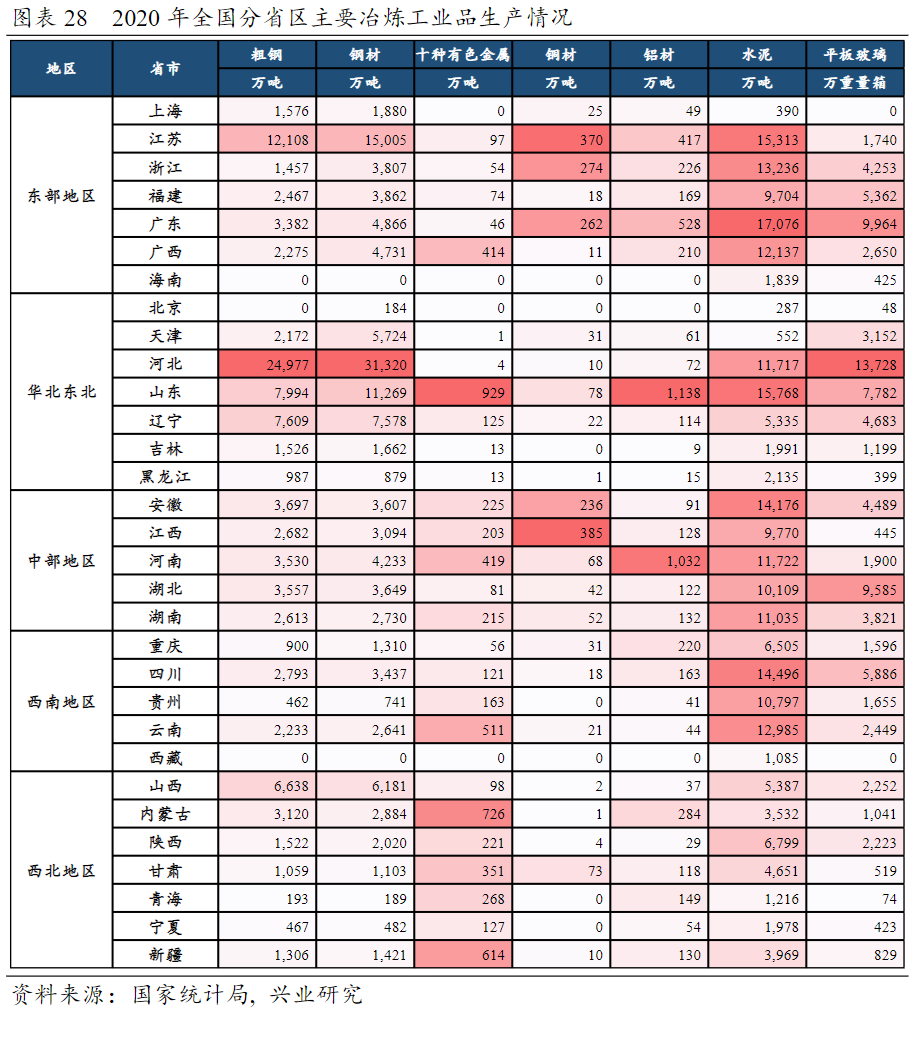 图表 28 2020 年全国分省区主要冶炼工业品生产情况
地区 省市 粗钢 钢材 十种有色金属 铜材 铝材 水泥 平板玻璃
万吨 万吨 万吨 万吨 万吨 万吨 万重量箱
东部地区
上海 1,576 1,880 0 25 49 390 0
江苏 12,108 15,005 97 370 417 15,313 1,740
浙江 1,457 3,807 54 274 226 13,236 4,253
福建 2,467 3,862 74 18 169 9,704 5,362
广东 3,382 4,866 46 262 528 17,076 9,964
广西 2,275 4,731 414 11 210 12,137 2,650
海南 0 0 0 0 0 1,839 425
华北东北
北京 0 184 0 0 0 287 48
天津 2,172 5,724 1 31 61 552 3,152
河北 24,977 31,320 4 10 72 11,717 13,728
山东 7,994 11,269 929 78 1,138 15,768 7,782
辽宁 7,609 7,578 125 22 114 5,335 4,683
吉林 1,526 1,662 13 0 9 1,991 1,199
黑龙江 987 879 13 1 15 2,135 399
中部地区
安徽 3,697 3,607 225 236 91 14,176 4,489
江西 2,682 3,094 203 385 128 9,770 445
河南 3,530 4,233 419 68 1,032 11,722 1,900
湖北 3,557 3,649 81 42 122 10,109 9,585
湖南 2,613 2,730 215 52 132 11,035 3,821
西南地区
重庆 900 1,310 56 31 220 6,505 1,596
四川 2,793 3,437 121 18 163 14,496 5,886
贵州 462 741 163 0 41 10,797 1,655
云南 2,233 2,641 511 21 44 12,985 2,449
西藏 0 0 0 0 0 1,085 0
西北地区
山西 6,638 6,181 98 2 37 5,387 2,252
内蒙古 3,120 2,884 726 1 284 3,532 1,041
陕西 1,522 2,020 221 4 29 6,799 2,223
甘肃 1,059 1,103 351 73 118 4,651 519
青海 193 189 268 0 149 1,216 74
宁夏 467 482 127 0 54 1,978 423
新疆 1,306 1,421 614 10 130 3,969 829
资料来源：国家统计局, 兴业研究